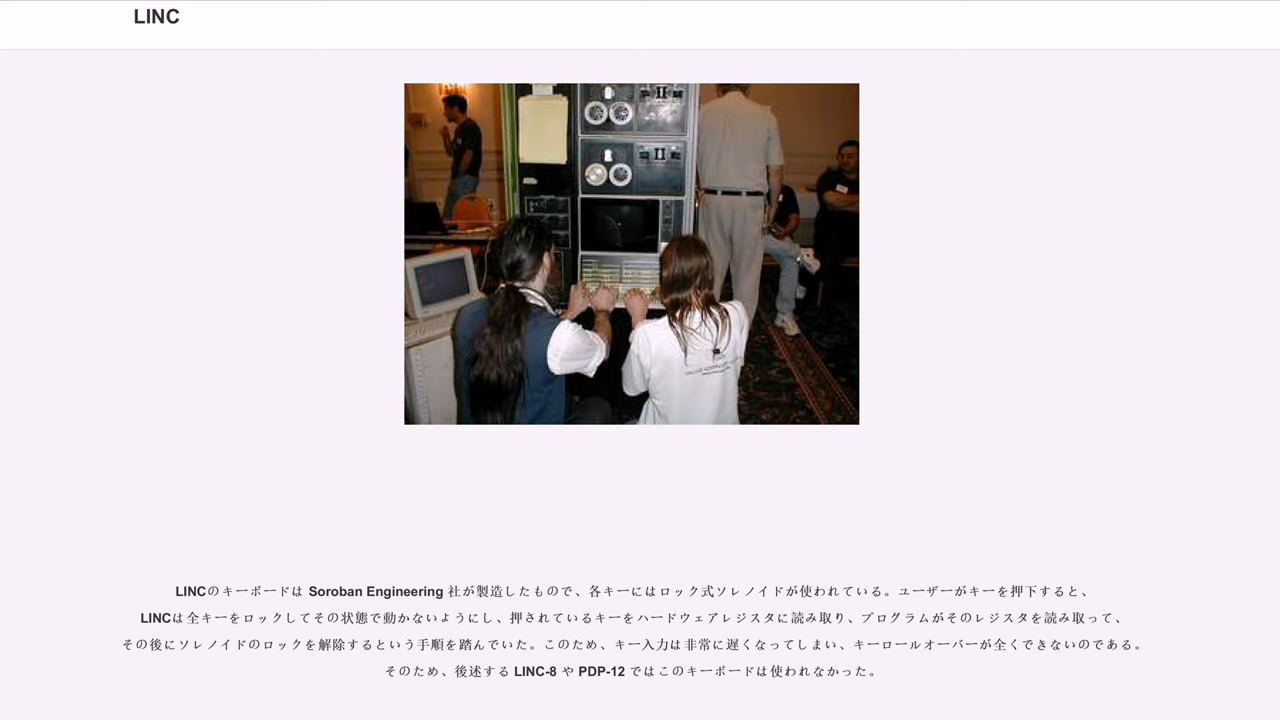 LINC
LINCのキーボードは Soroban Engineering 社が製造したもので、各キーにはロック式ソレノイドが使われている。ユーザーがキーを押下すると、
LINCは全キーをロックしてその状態で動かないようにし、押されているキーをハードウェアレジスタに読み取り、プログラムがそのレジスタを読み取って、
その後にソレノイドのロックを解除するという手順を踏んでいた。このため、キー入力は非常に遅くなってしまい、キーロールオーバーが全くできないのである。
そのため、後述する LINC-8 や PDP-12 ではこのキーボードは使われなかった。